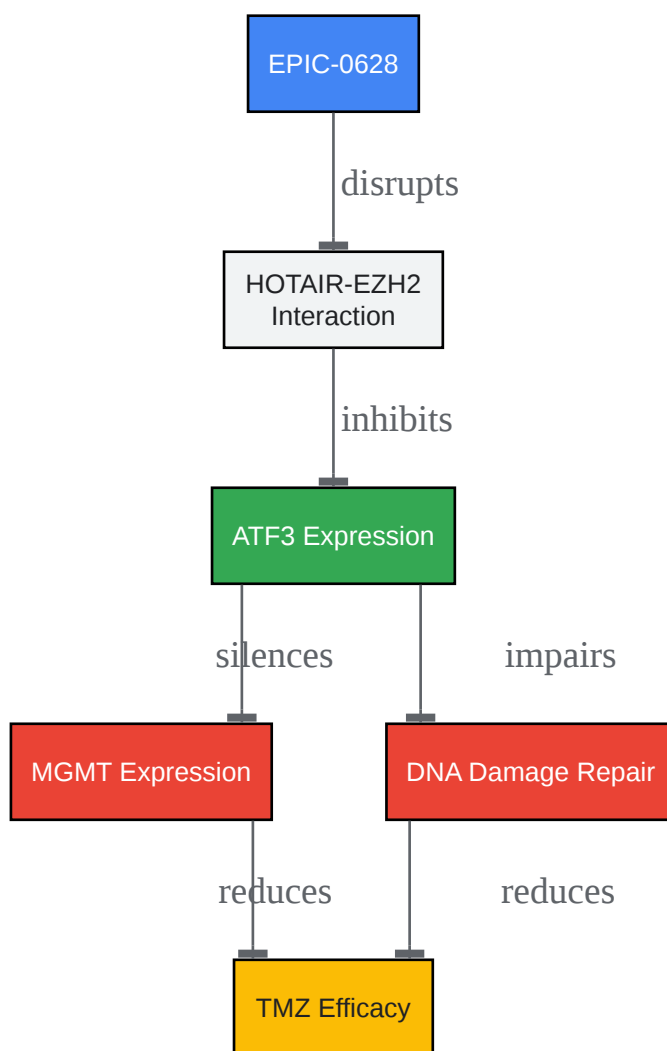 EPIC-0628
disrupts
HOTAIR-EZH2
Interaction
inhibits
ATF3 Expression
silences
impairs
MGMT Expression
DNA Damage Repair
reduces
reduces
TMZ Efficacy